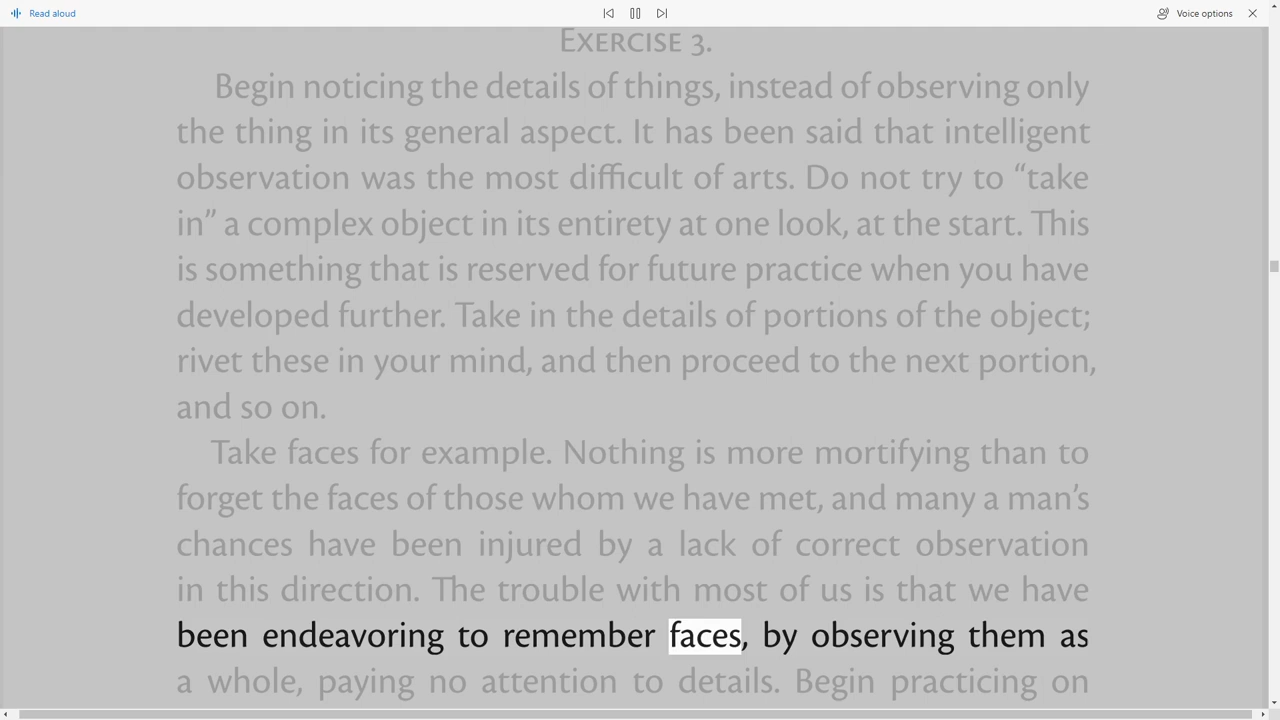 Read aloud
Voice options
EXERCISE 3.
Begin noticing the details of things, instead of observing only
the thing in its general aspect. It has been said that intelligent
observation was the most difficult of arts. Do not try to “take
in” a complex object in its entirety at one look, at the start. This
is something that is reserved for future practice when you have
developed further. Take in the details of portions of the object;
rivet these in your mind, and then proceed to the next portion,
and so on.
Take faces for example. Nothing is more mortifying than to
forget the faces of those whom we have met, and many a man’s
chances have been injured by a lack of correct observation
in this direction. The trouble with most of us is that we have
been endeavoring to remember faces, by observing them as
a whole, paying no attention to details. Begin practicing on